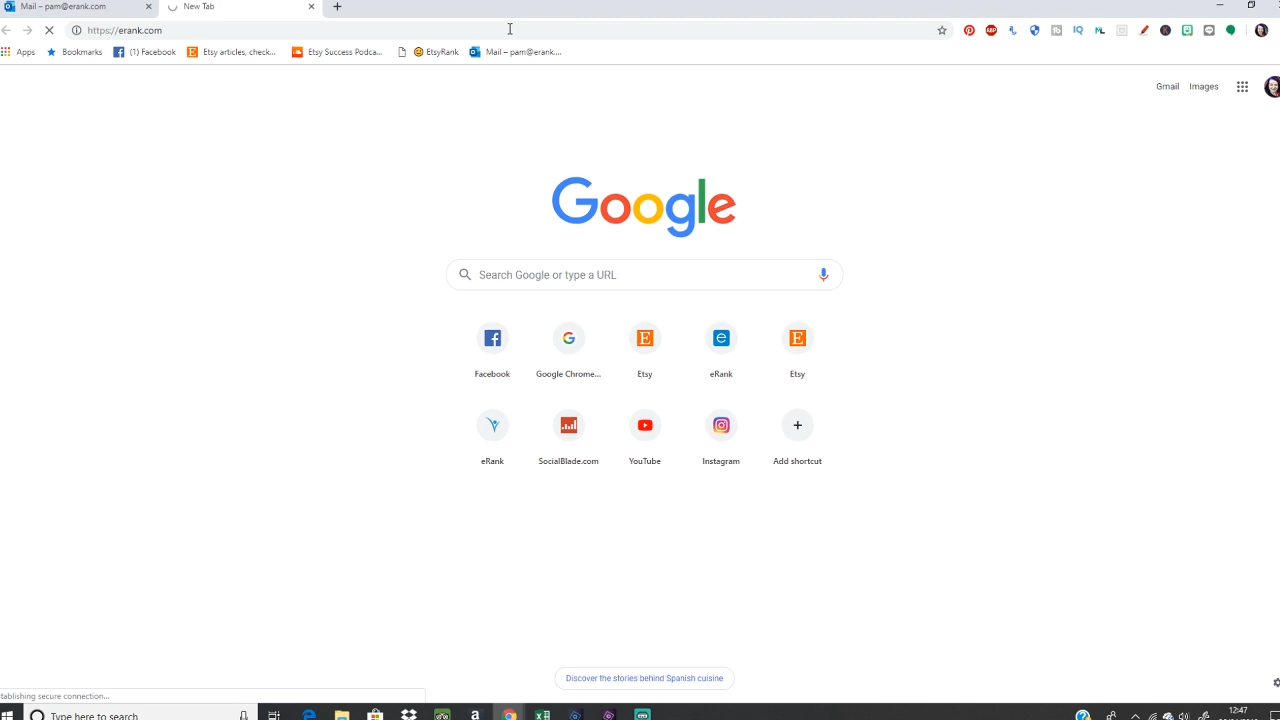 Mail – pam@erank.com
New Tab
https://erank.com
Apps
Bookmarks
(1) Facebook
Etsy articles, check...
Etsy Success Podca...
EtsyRank
Mail – pam@erank....
Gmail
Images
Google
Search Google or type a URL
Facebook
Google Chrome...
Etsy
eRank
Etsy
eRank
SocialBlade.com
YouTube
Instagram
Add shortcut
Discover the stories behind Spanish cuisine
tablishing secure connection...
Type here to search
12:47